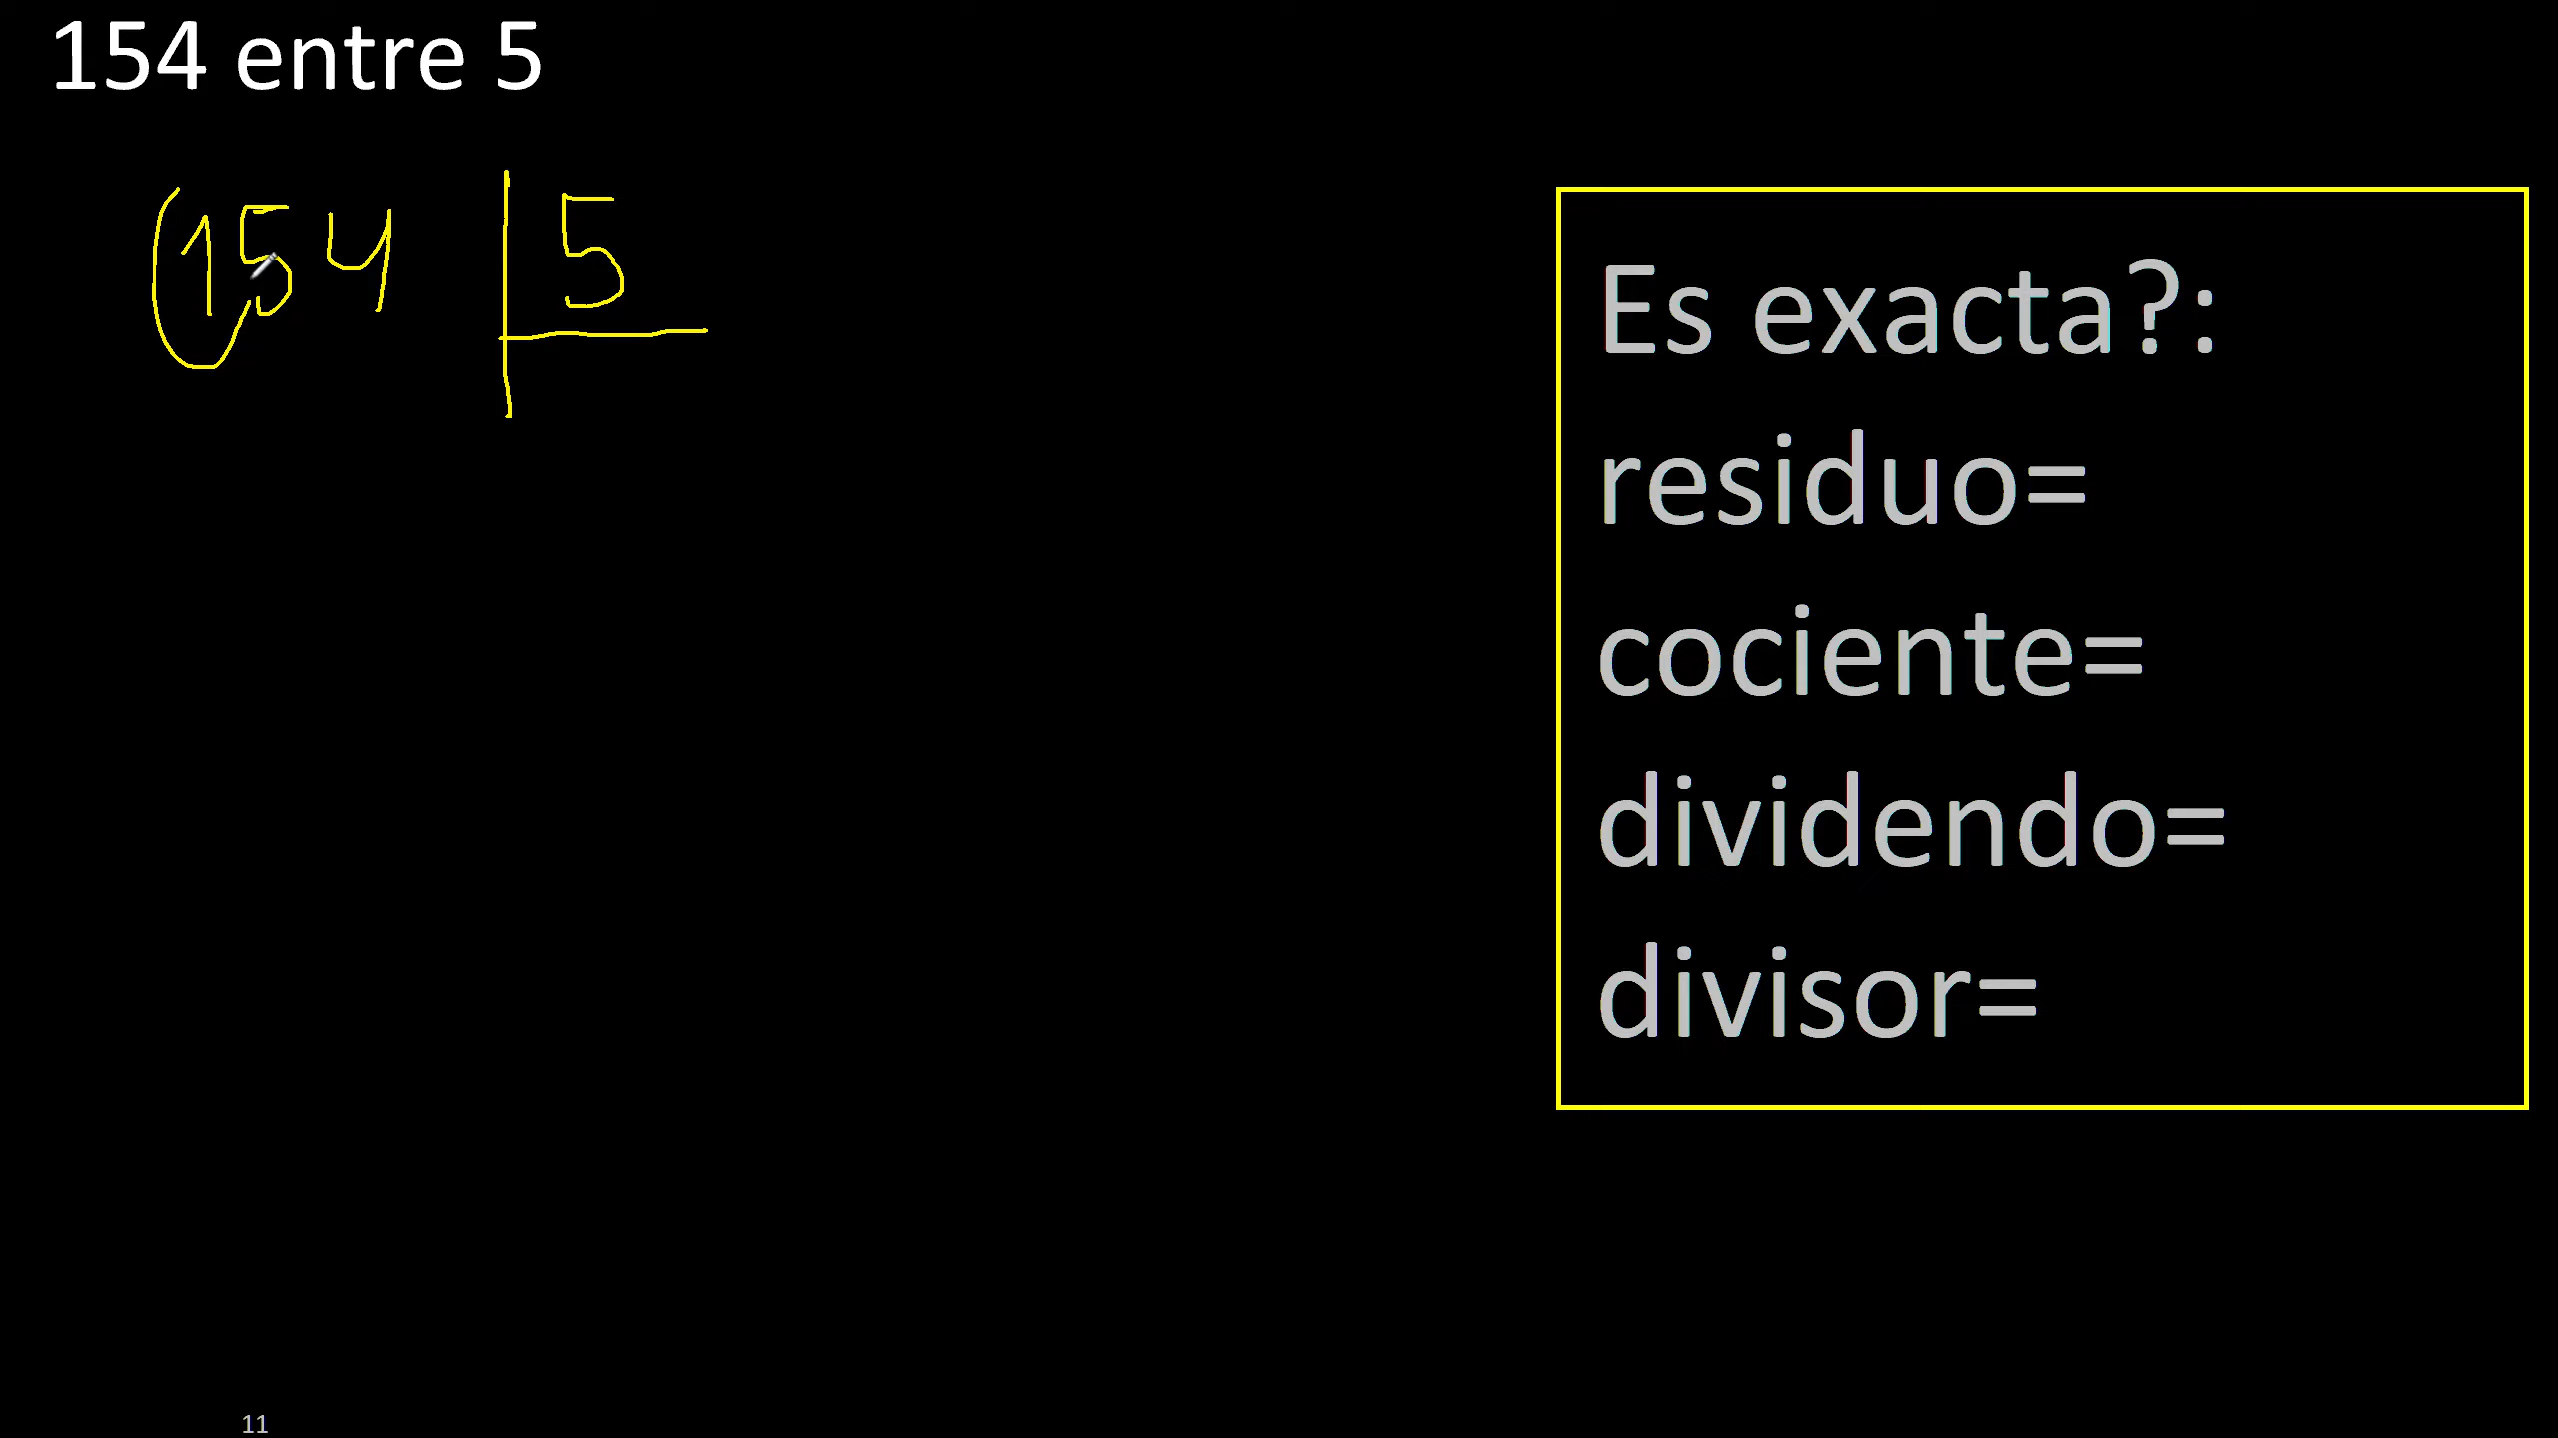 154 entre 5
154 5
Es exacta?:
residuo=
cociente=
dividendo=
divisor=
11